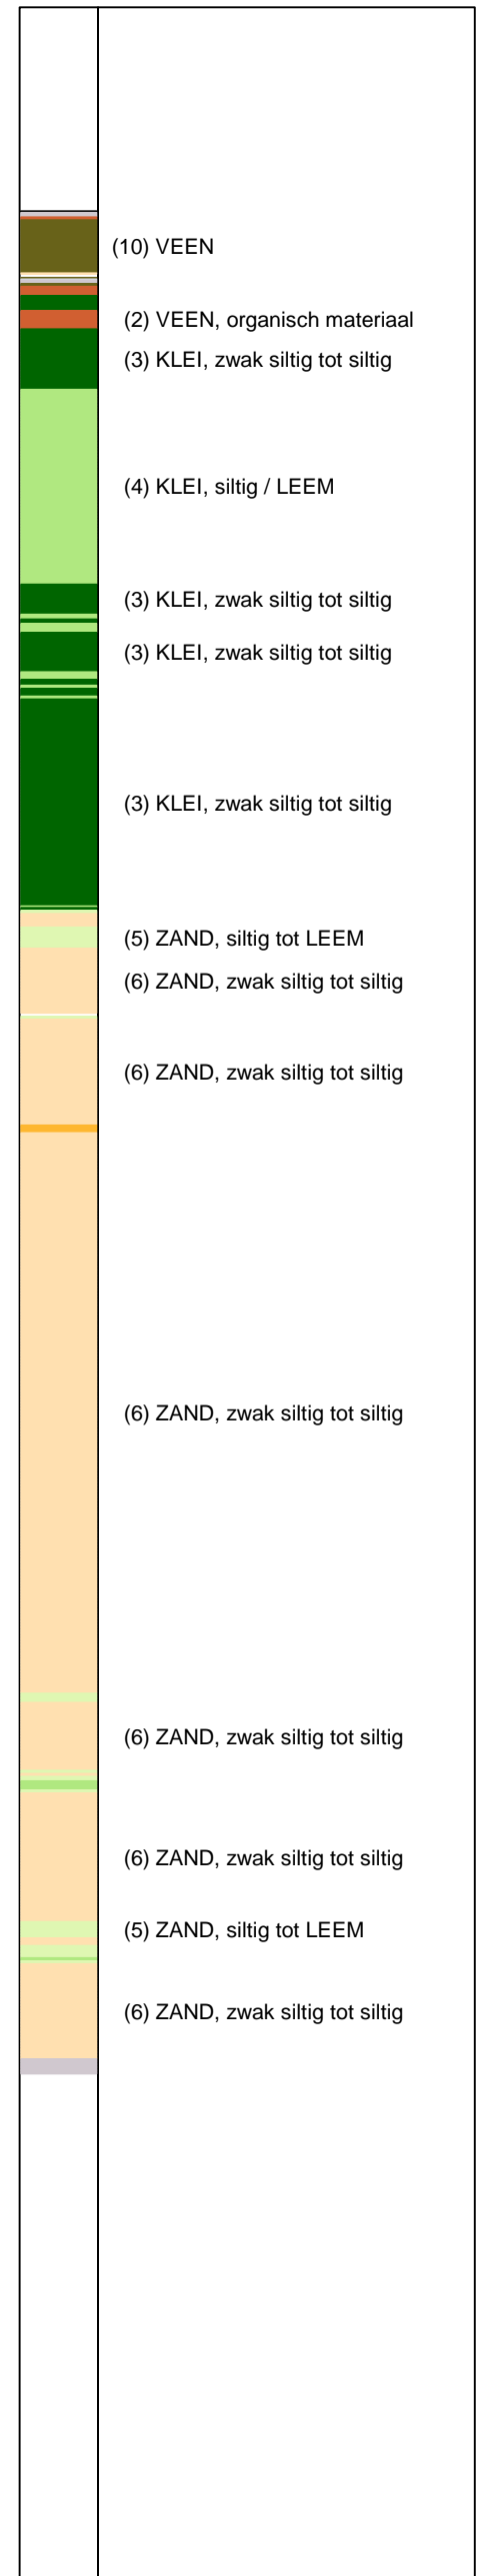 (10) VEEN
(2) VEEN, organisch materiaal
(3) KLEI, zwak siltig tot siltig
(4) KLEI, siltig / LEEM
(3) KLEI, zwak siltig tot siltig
(3) KLEI, zwak siltig tot siltig
(3) KLEI, zwak siltig tot siltig
(5) ZAND, siltig tot LEEM
(6) ZAND, zwak siltig tot siltig
(6) ZAND, zwak siltig tot siltig
(6) ZAND, zwak siltig tot siltig
(6) ZAND, zwak siltig tot siltig
(6) ZAND, zwak siltig tot siltig
(5) ZAND, siltig tot LEEM
(6) ZAND, zwak siltig tot siltig